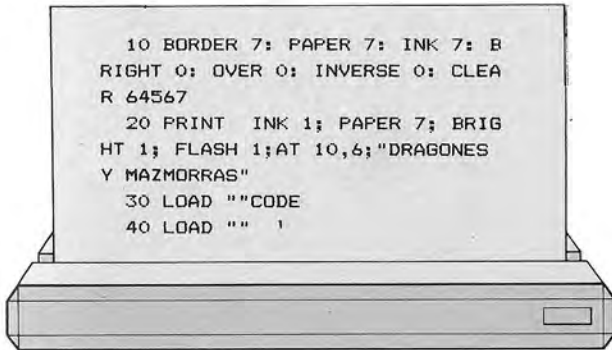 10 BORDER 7: PAPER 7: INK 7: B
RIGHT 0: OVER 0: INVERSE 0: CLEA
R 64567
20 PRINT  INK 1; PAPER 7; BRIG
HT 1; FLASH 1;AT 10,6;"DRAGONES
Y MAZMORRAS"
30 LOAD ""CODE
40 LOAD ""